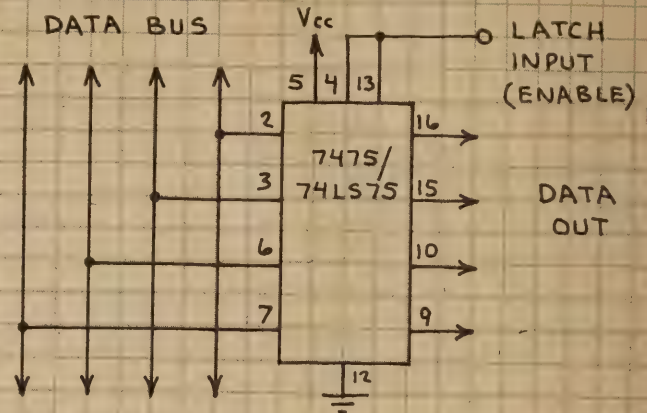 DATA BUS
Vcc
LATCH
INPUT
(ENABLE)
5 4 13
2 16
7475/
74LS75
3 15
DATA
OUT
6 10
7 9
12